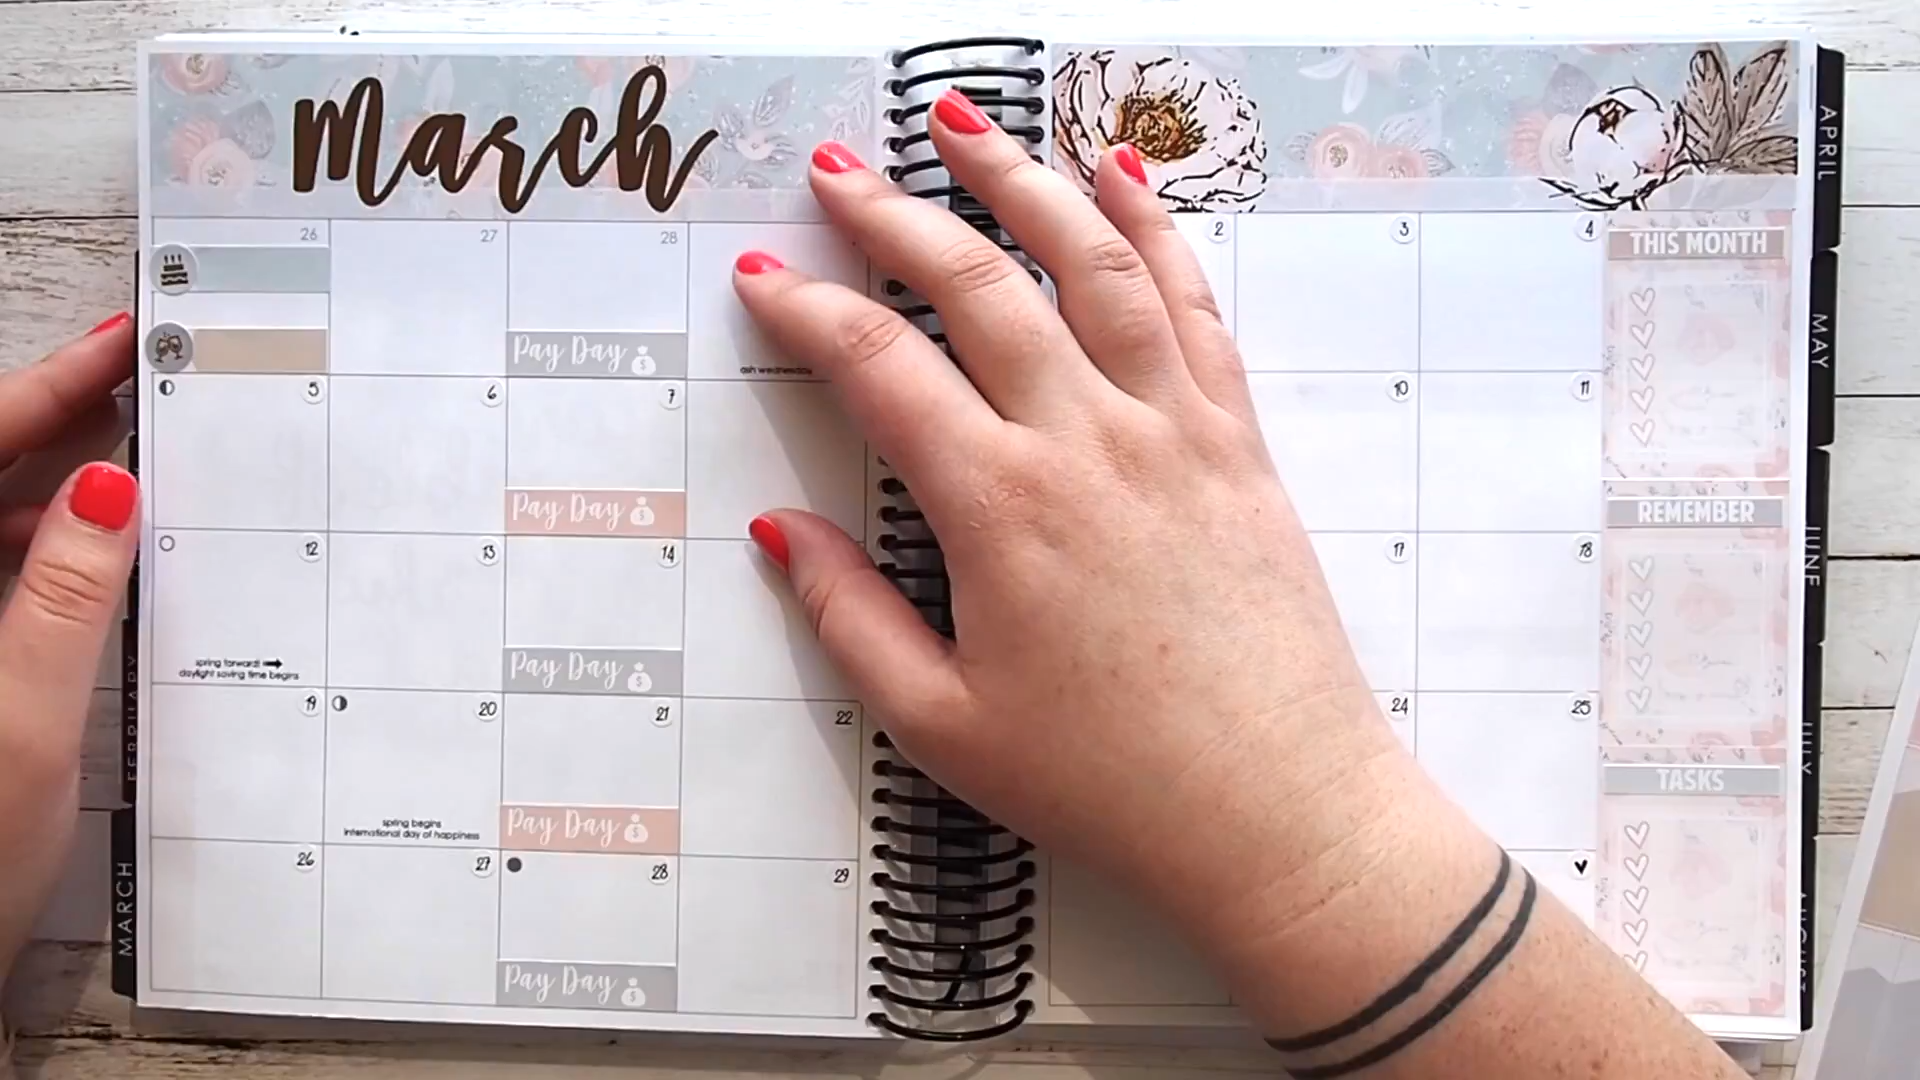 March
26
27
28
2
3
4
THIS MONTH
Pay Day
$
ash wednesday
5
6
7
10
11
Pay Day
$
REMEMBER
12
13
14
17
18
spring forward!
daylight saving time begins
Pay Day
$
19
20
21
22
24
25
spring begins
international day of happiness
Pay Day
$
TASKS
26
27
28
29
Pay Day
$
FEBRUARY
MARCH
APRIL
MAY
JUNE
JULY
AUGUST